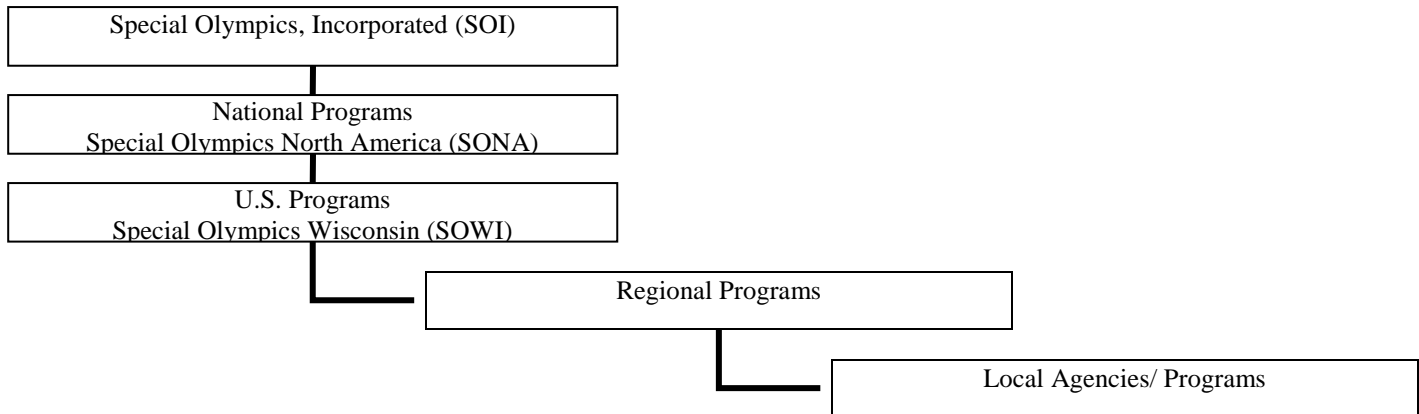 Special Olympics, Incorporated (SOI)
National Programs
Special Olympics North America (SONA)
U.S. Programs
Special Olympics Wisconsin (SOWI)
Regional Programs
Local Agencies/ Programs